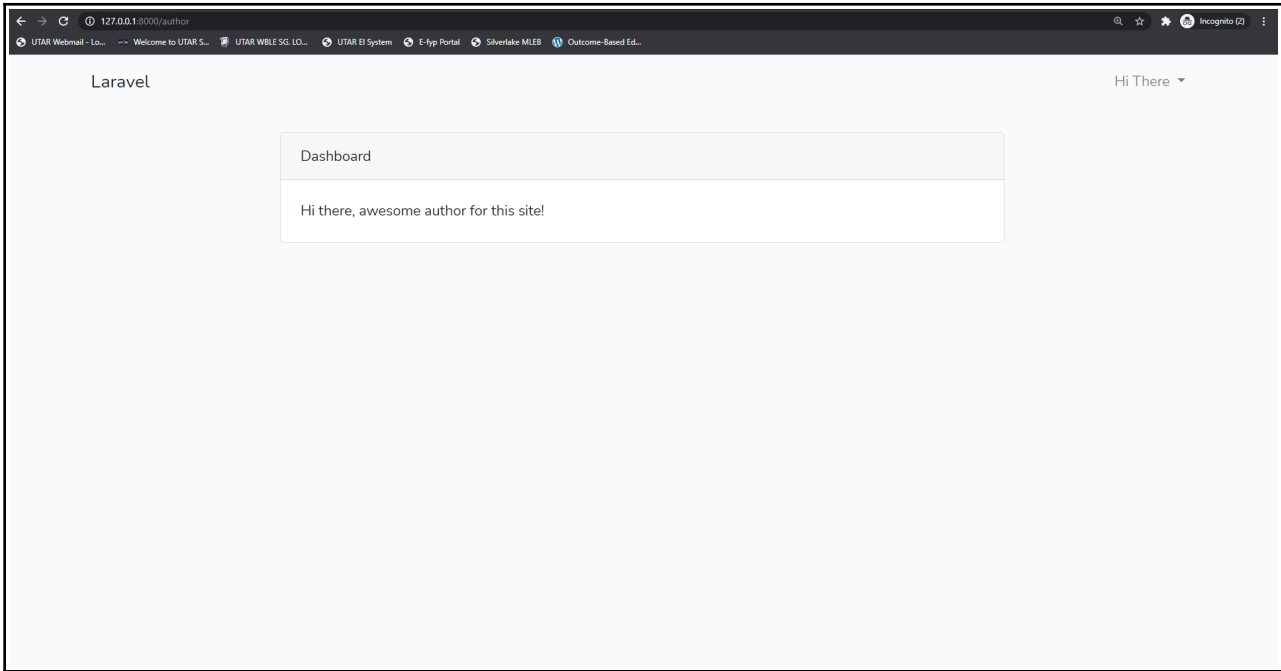 127.0.0.1:8000/author
Incognito (2)
UTAR Webmail - Lo... Welcome to UTAR S... UTAR WBLE SG. LO... UTAR EI System E-fyp Portal Silverlake MLEB Outcome-Based Ed...
Laravel
Hi There
Dashboard
Hi there, awesome author for this site!